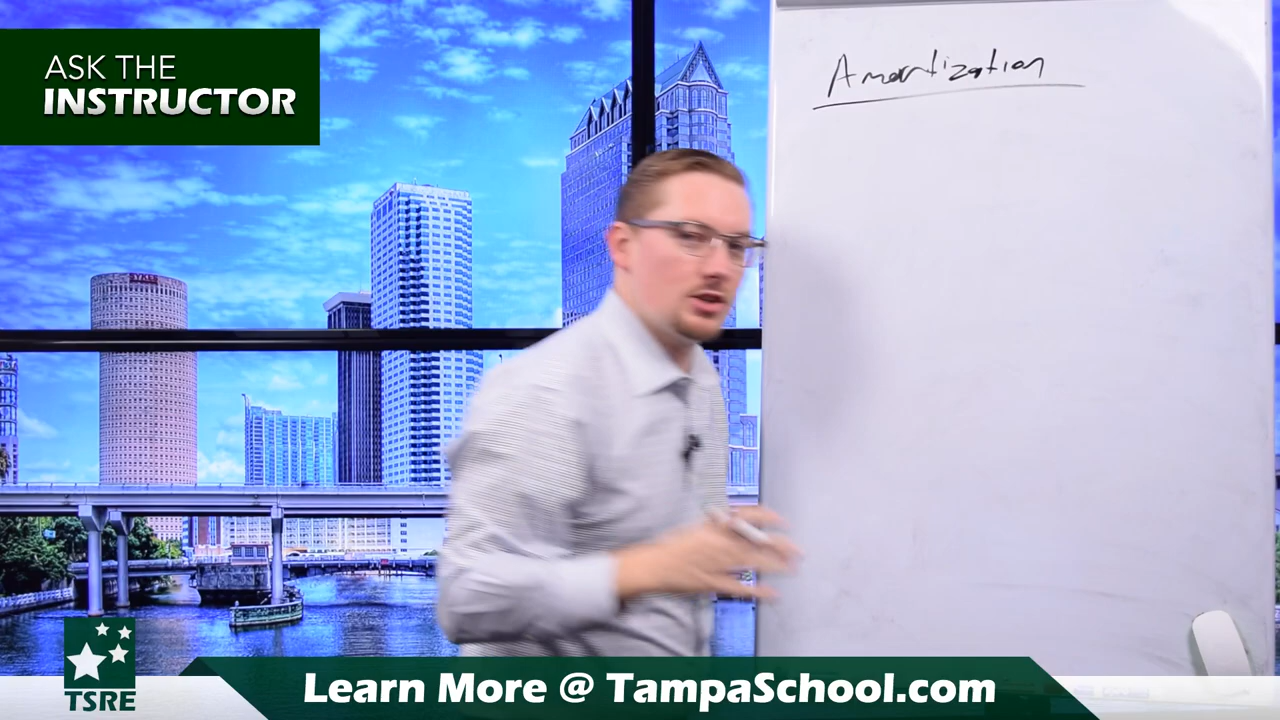 ASK THE
INSTRUCTOR
Amortization
TSRE
Learn More @ TampaSchool.com